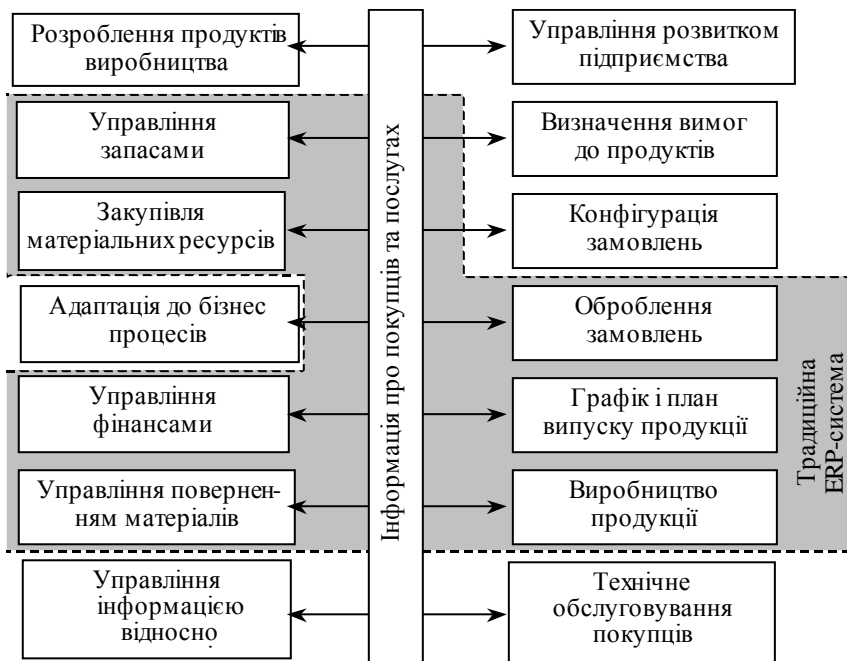 Розроблення продуктів
виробництва
Управління розвитком
підприємства
Управління
запасами
Визначення вимог
до продуктів
Закупівля
матеріальних ресурсів
Конфігурація
замовлень
Адаптація до бізнес
процесів
Оброблення
замовлень
Управління
фінансами
Графік і план
випуску продукції
Управління повернен-
ням матеріалів
Виробництво
продукції
Управління
інформацією
відносно
Технічне
обслуговування
покупців
Інформація про покупців та послугах
Традиційна
ERP-система